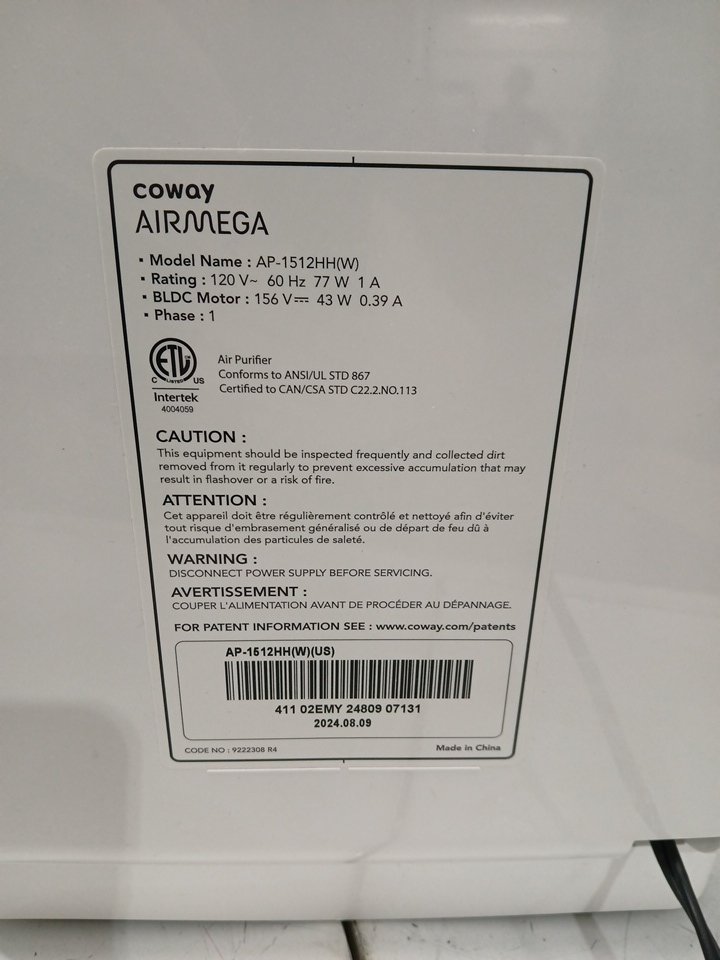 coway
AIRMEGA
▪ Model Name : AP-1512HH(W)
▪ Rating : 120 V~ 60 Hz 77 W 1 A
▪ BLDC Motor : 156 V⎓ 43 W 0.39 A
▪ Phase : 1
ETL
C LISTED US
Intertek
4004059
Air Purifier
Conforms to ANSI/UL STD 867
Certified to CAN/CSA STD C22.2.NO.113
CAUTION :
This equipment should be inspected frequently and collected dirt
removed from it regularly to prevent excessive accumulation that may
result in flashover or a risk of fire.
ATTENTION :
Cet appareil doit être régulièrement contrôlé et nettoyé afin d'éviter
tout risque d'embrasement généralisé ou de départ de feu dû à
l'accumulation des particules de saleté.
WARNING :
DISCONNECT POWER SUPPLY BEFORE SERVICING.
AVERTISSEMENT :
COUPER L'ALIMENTATION AVANT DE PROCÉDER AU DÉPANNAGE.
FOR PATENT INFORMATION SEE : www.coway.com/patents
AP-1512HH(W)(US)
411 02EMY 24809 07131
2024.08.09
CODE NO : 9222308 R4
Made in China